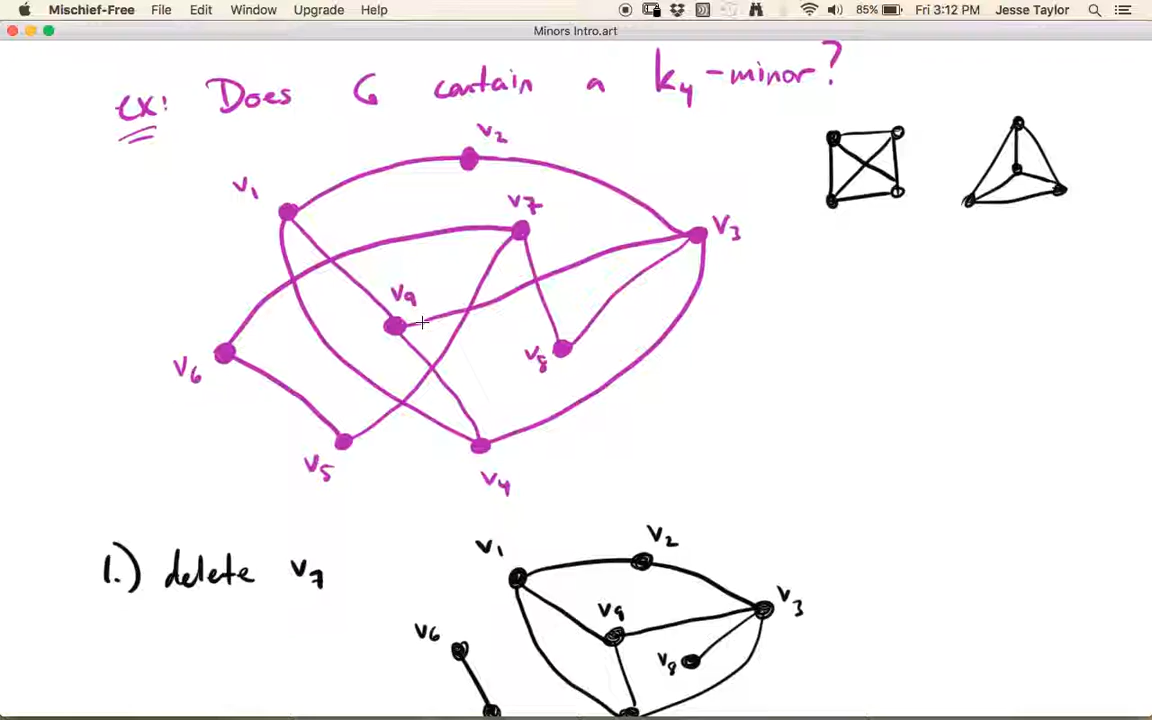 Mischief-Free File Edit Window Upgrade Help 85% Fri 3:12 PM Jesse Taylor
Minors Intro.art
ex: Does G contain a K4-minor?
v2
v1
v7
v3
v9
v8
v6
v5
v4
1.) delete v7
v1
v2
v3
v9
v6
v8